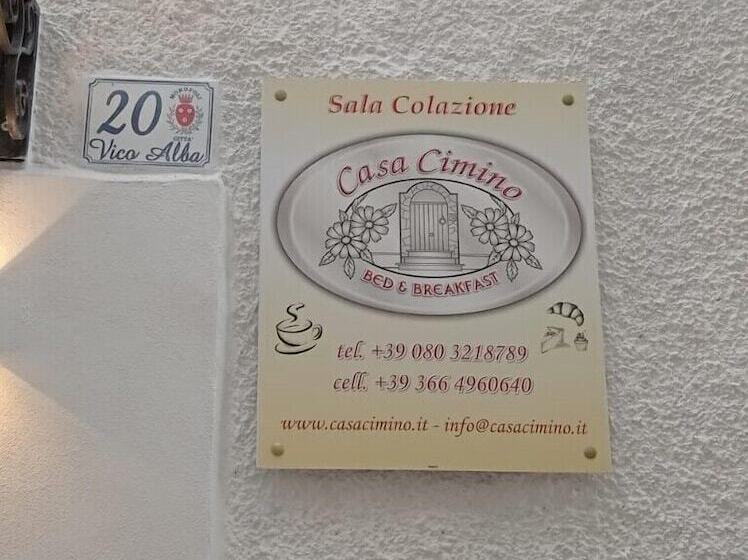 20
CITTÀ
Vico Alba
Sala Colazione
Casa Cimino
BED & BREAKFAST
tel. +39 080 3218789
cell. +39 366 4960640
www.casacimino.it - info@casacimino.it